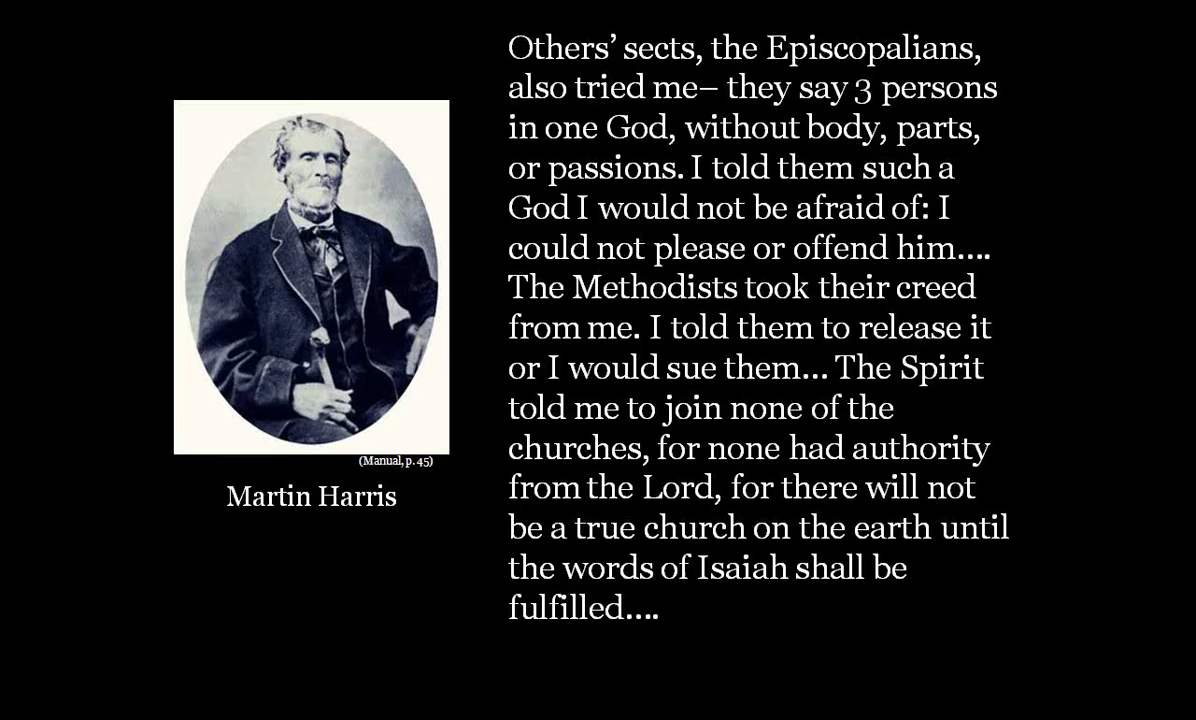 Others’ sects, the Episcopalians,
also tried me– they say 3 persons
in one God, without body, parts,
or passions. I told them such a
God I would not be afraid of: I
could not please or offend him….
The Methodists took their creed
from me. I told them to release it
or I would sue them… The Spirit
told me to join none of the
churches, for none had authority
from the Lord, for there will not
be a true church on the earth until
the words of Isaiah shall be
fulfilled….
(Manual, p. 45)
Martin Harris